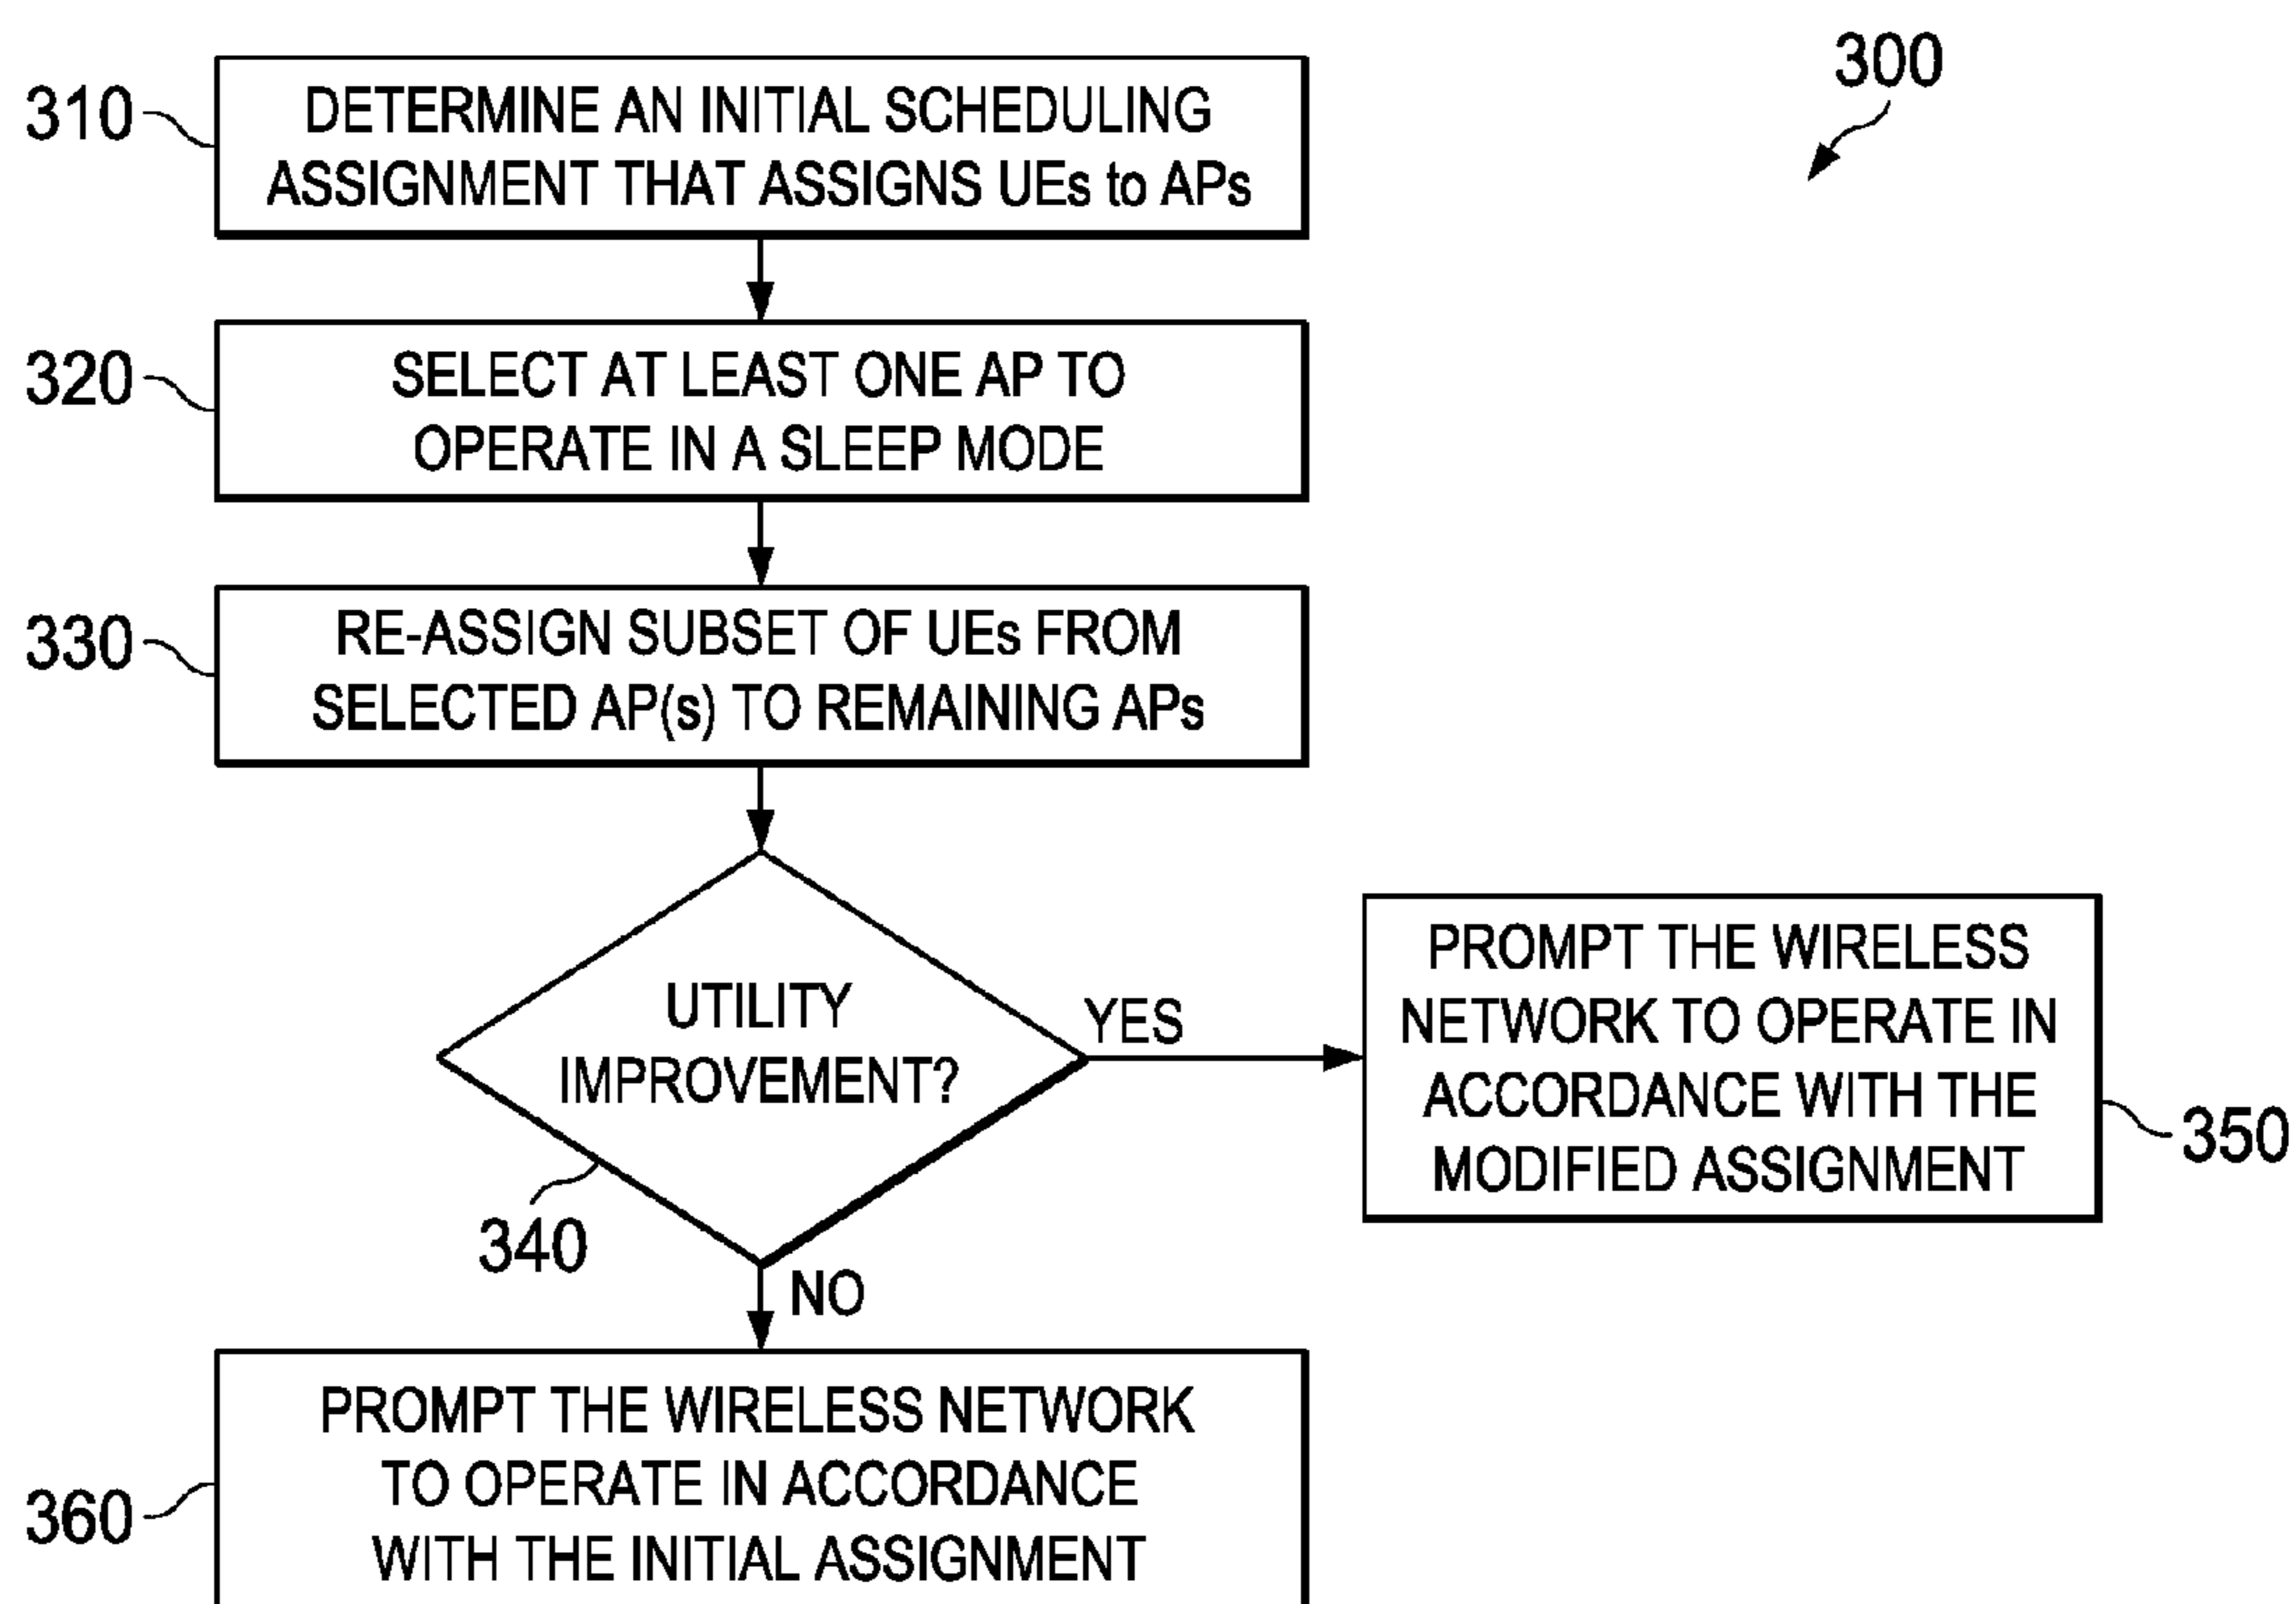 300
310
DETERMINE AN INITIAL SCHEDULING
ASSIGNMENT THAT ASSIGNS UEs to APs
320
SELECT AT LEAST ONE AP TO
OPERATE IN A SLEEP MODE
330
RE-ASSIGN SUBSET OF UEs FROM
SELECTED AP(s) TO REMAINING APs
UTILITY
IMPROVEMENT?
340
YES
PROMPT THE WIRELESS
NETWORK TO OPERATE IN
ACCORDANCE WITH THE
MODIFIED ASSIGNMENT
350
NO
360
PROMPT THE WIRELESS NETWORK
TO OPERATE IN ACCORDANCE
WITH THE INITIAL ASSIGNMENT